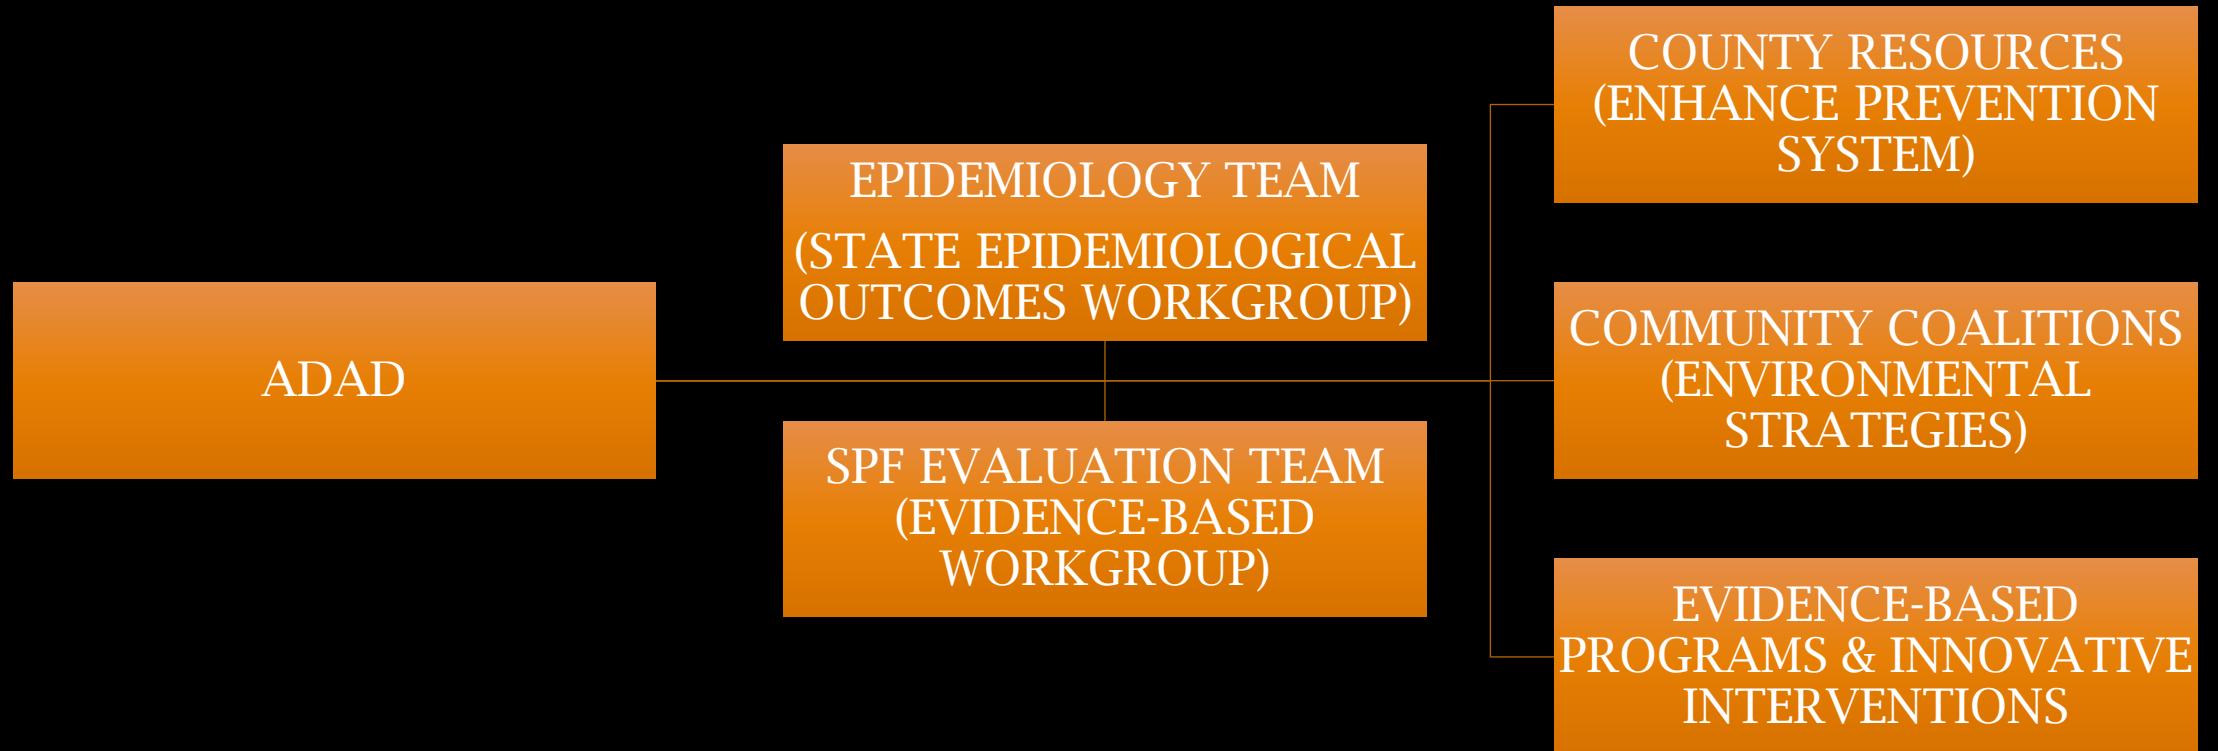 ADAD
EPIDEMIOLOGY TEAM
(STATE EPIDEMIOLOGICAL
OUTCOMES WORKGROUP)
SPF EVALUATION TEAM
(EVIDENCE-BASED
WORKGROUP)
COUNTY RESOURCES
(ENHANCE PREVENTION
SYSTEM)
COMMUNITY COALITIONS
(ENVIRONMENTAL
STRATEGIES)
EVIDENCE-BASED
PROGRAMS & INNOVATIVE
INTERVENTIONS